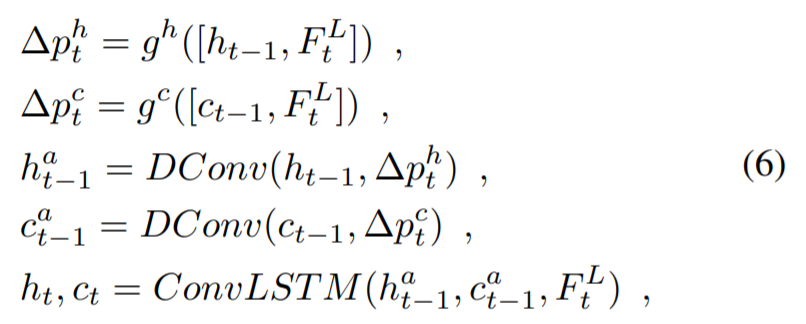 Δp_t^h = g^h([h_{t−1}, F_t^L]) ,
Δp_t^c = g^c([c_{t−1}, F_t^L]) ,
h_{t−1}^a = DConv(h_{t−1}, Δp_t^h) , (6)
c_{t−1}^a = DConv(c_{t−1}, Δp_t^c) ,
h_t, c_t = ConvLSTM(h_{t−1}^a, c_{t−1}^a, F_t^L) ,